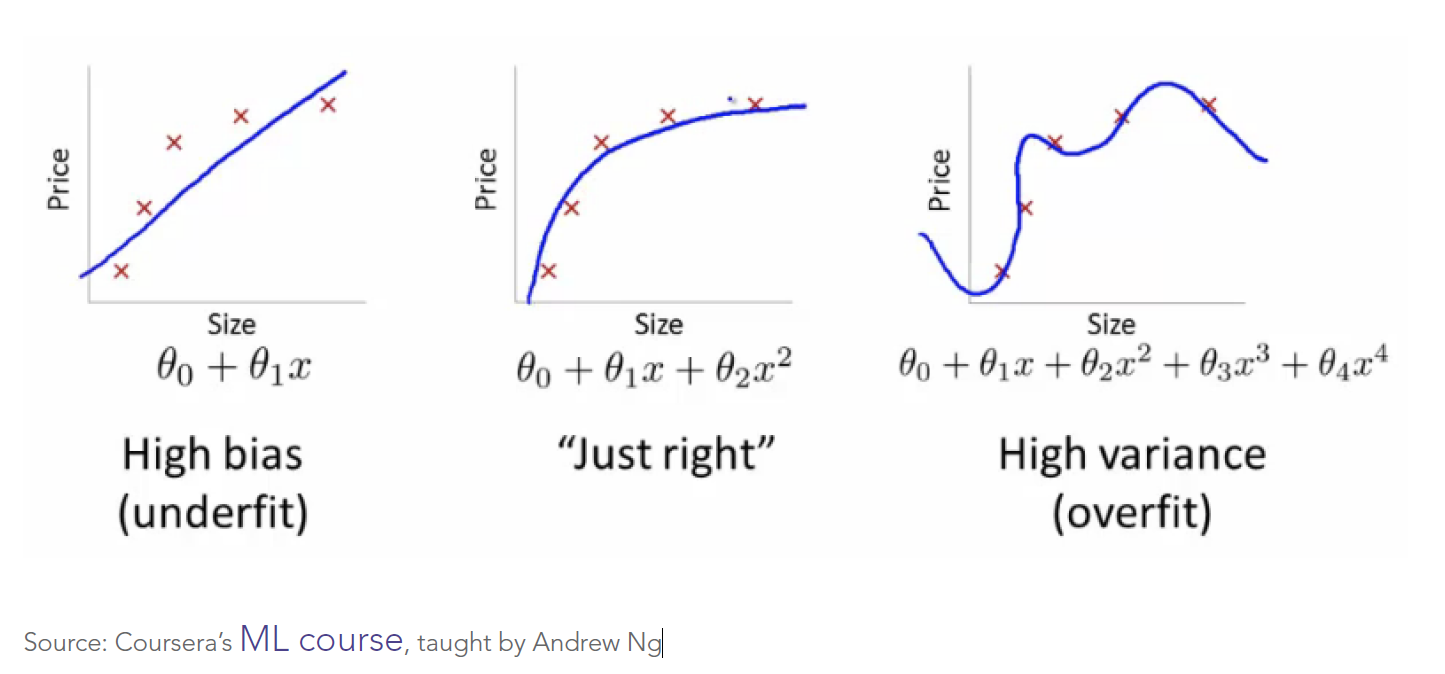 Price
Size
θ₀ + θ₁x
High bias
(underfit)
Price
Size
θ₀ + θ₁x + θ₂x²
“Just right”
Price
Size
θ₀ + θ₁x + θ₂x² + θ₃x³ + θ₄x⁴
High variance
(overfit)
Source: Coursera’s ML course, taught by Andrew Ng